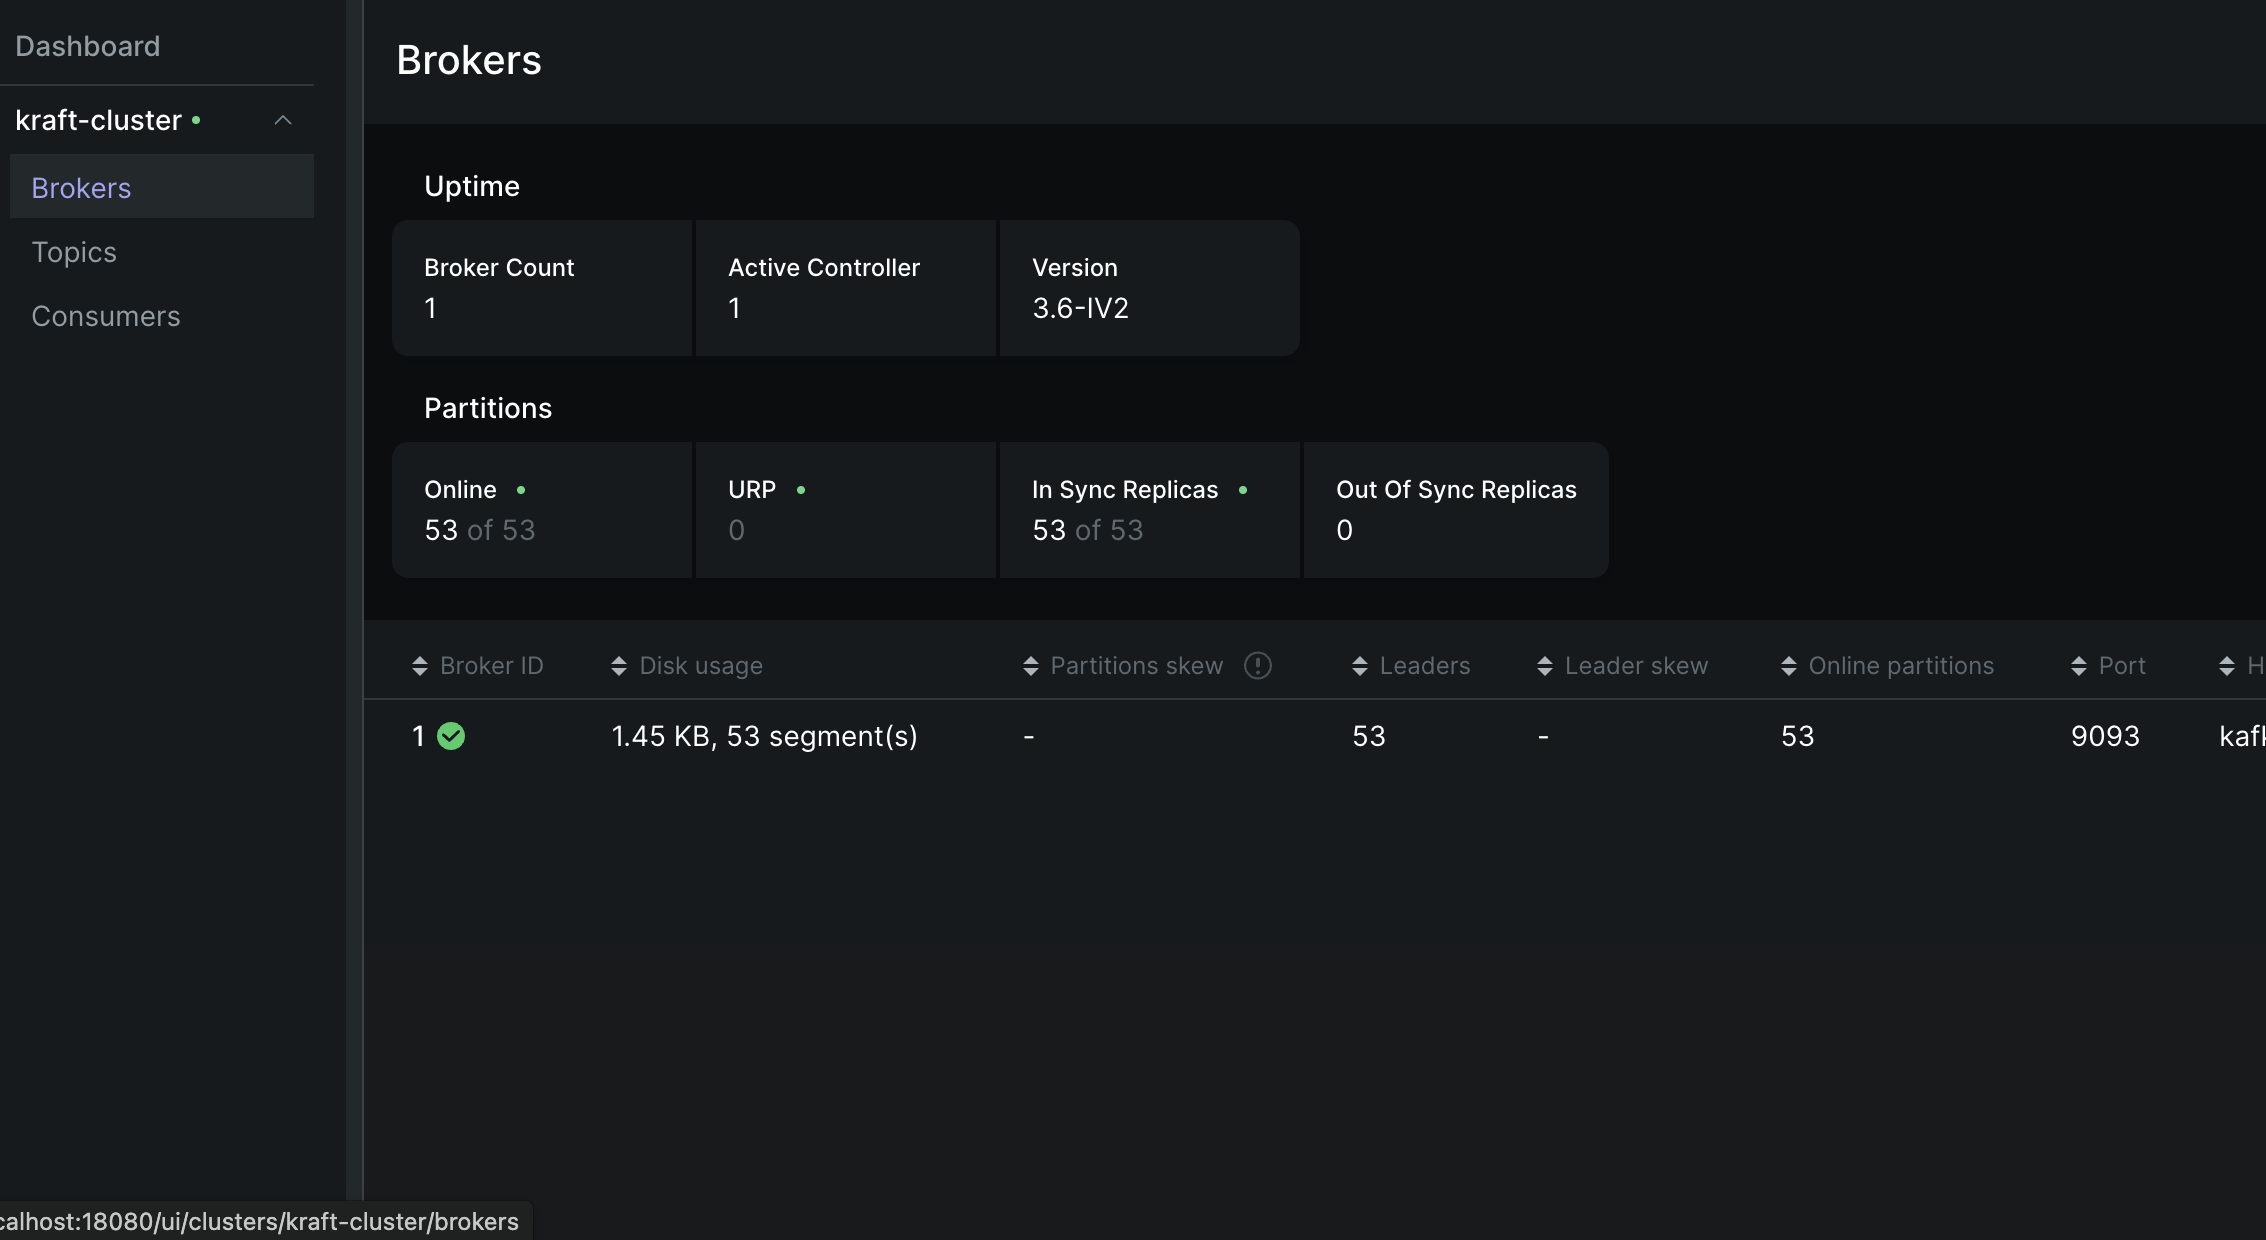 Dashboard
kraft-cluster
Brokers
Topics
Consumers
Brokers
Uptime
Broker Count
1
Active Controller
1
Version
3.6-IV2
Partitions
Online
53 of 53
URP
0
In Sync Replicas
53 of 53
Out Of Sync Replicas
0
Broker ID Disk usage Partitions skew Leaders Leader skew Online partitions Port H
1 1.45 KB, 53 segment(s) - 53 - 53 9093 kaf
calhost:18080/ui/clusters/kraft-cluster/brokers